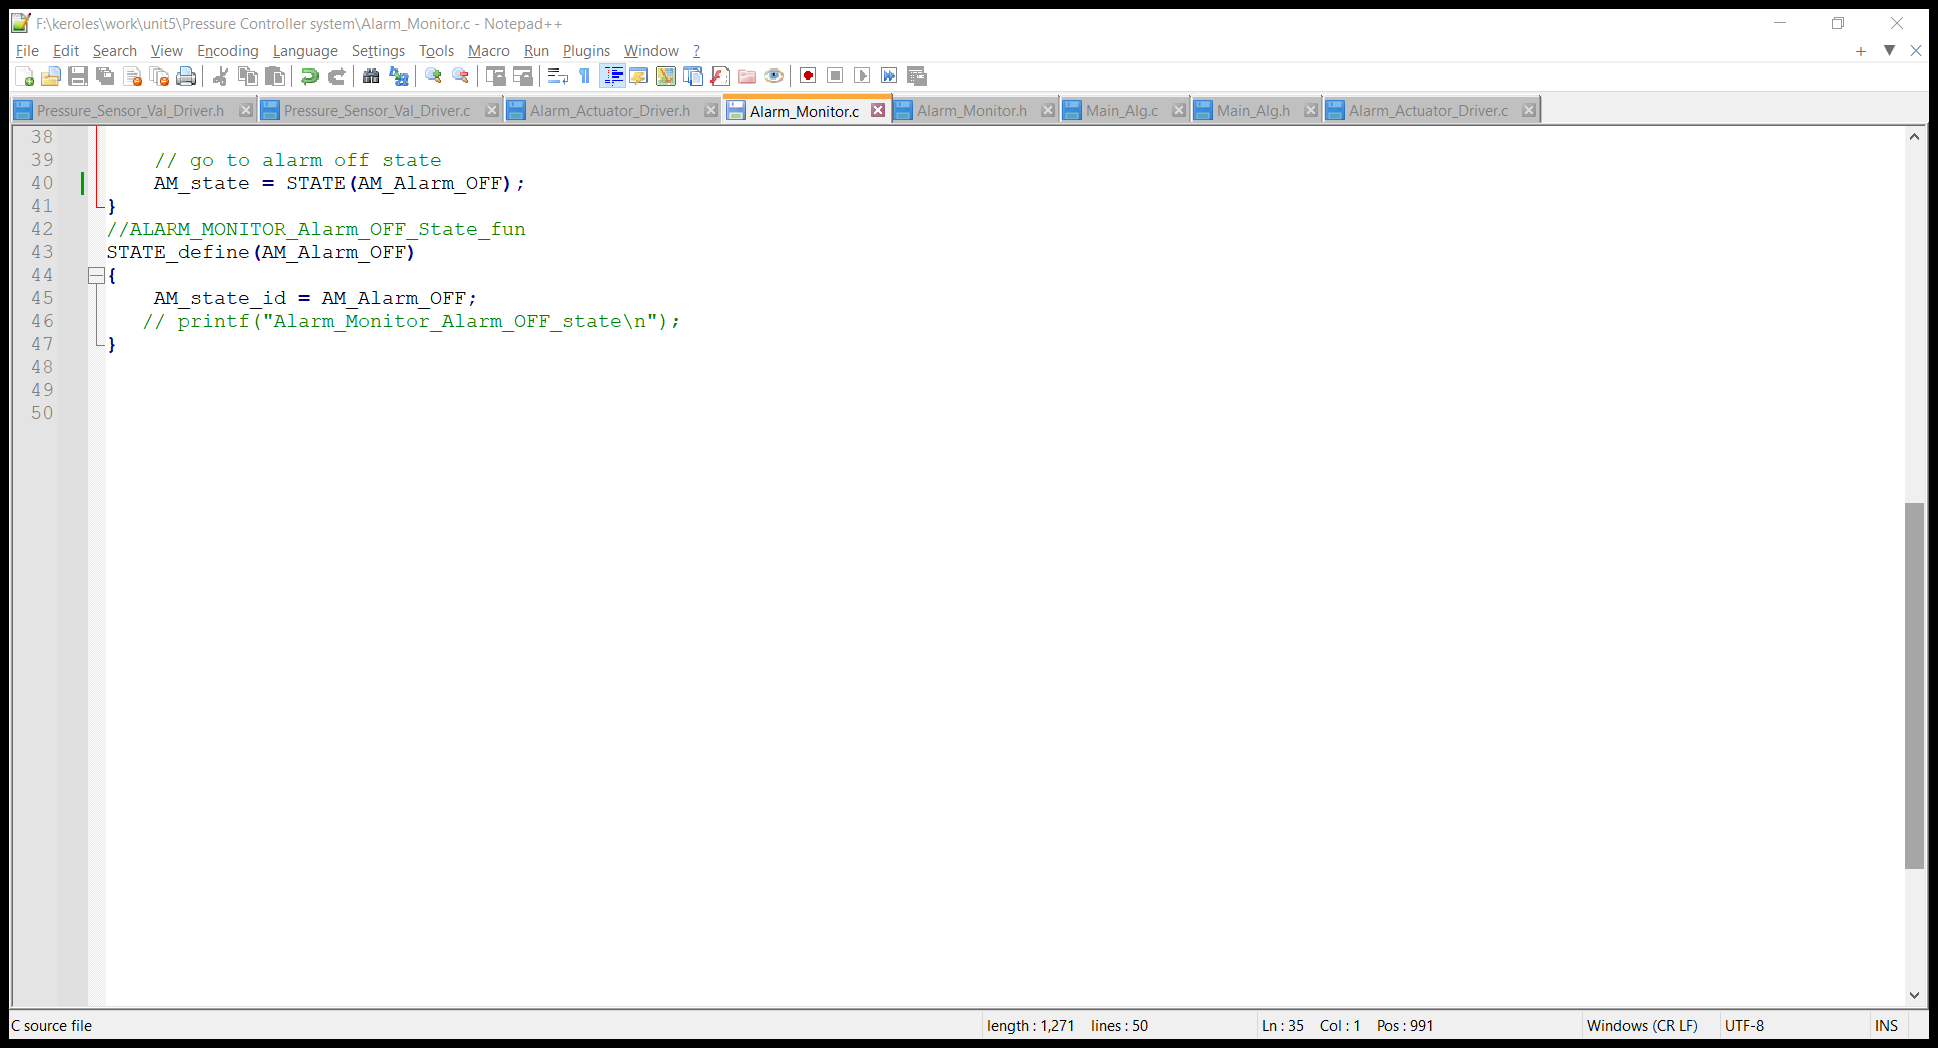 F:\keroles\work\unit5\Pressure Controller system\Alarm_Monitor.c - Notepad++
File Edit Search View Encoding Language Settings Tools Macro Run Plugins Window ?
Pressure_Sensor_Val_Driver.h Pressure_Sensor_Val_Driver.c Alarm_Actuator_Driver.h Alarm_Monitor.c Alarm_Monitor.h Main_Alg.c Main_Alg.h Alarm_Actuator_Driver.c
38
39 // go to alarm off state
40 AM_state = STATE(AM_Alarm_OFF);
41 }
42 //ALARM_MONITOR_Alarm_OFF_State_fun
43 STATE_define(AM_Alarm_OFF)
44 {
45 AM_state_id = AM_Alarm_OFF;
46 // printf("Alarm_Monitor_Alarm_OFF_state\n");
47 }
48
49
50
C source file length : 1,271 lines : 50 Ln : 35 Col : 1 Pos : 991 Windows (CR LF) UTF-8 INS